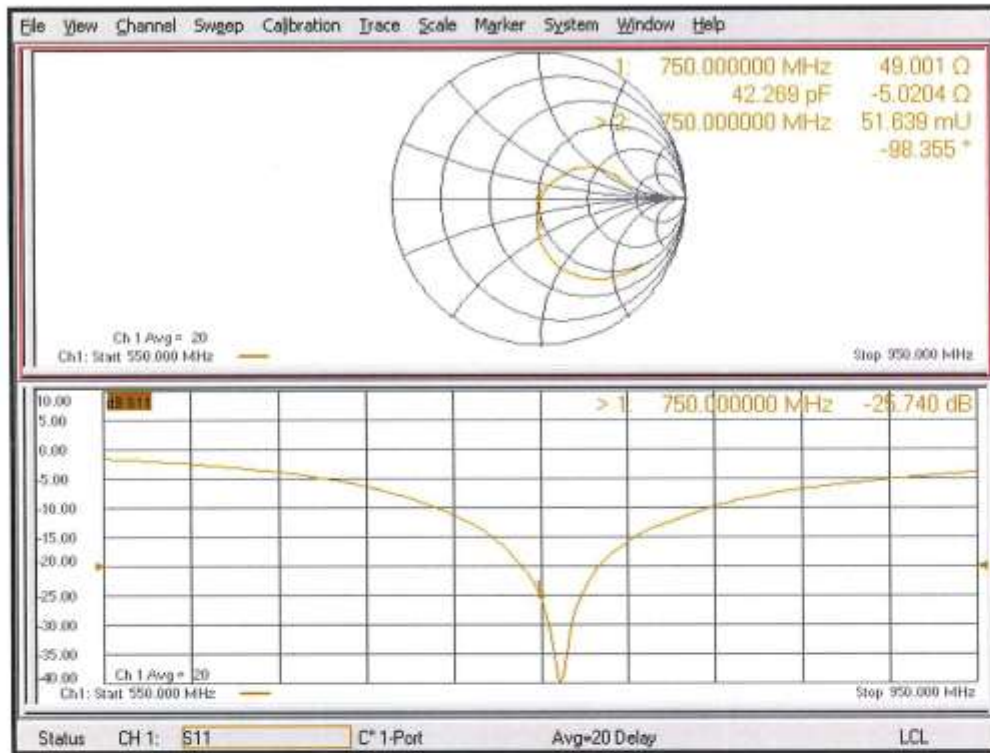 File View Channel Sweep Calibration Trace Scale Marker System Window Help
1: 750.000000 MHz 49.001 Ω
42.269 pF -5.0204 Ω
> 2: 750.000000 MHz 51.639 mU
-98.355 °
Ch 1 Avg = 20
Ch1: Start 550.000 MHz
Stop 950.000 MHz
10.00
dB S11
> 1: 750.000000 MHz -25.740 dB
5.00
0.00
-5.00
-10.00
-15.00
-20.00
-25.00
-30.00
-35.00
-40.00
Ch 1 Avg = 20
Ch1: Start 550.000 MHz
Stop 950.000 MHz
Status CH 1: S11 C* 1-Port Avg=20 Delay LCL